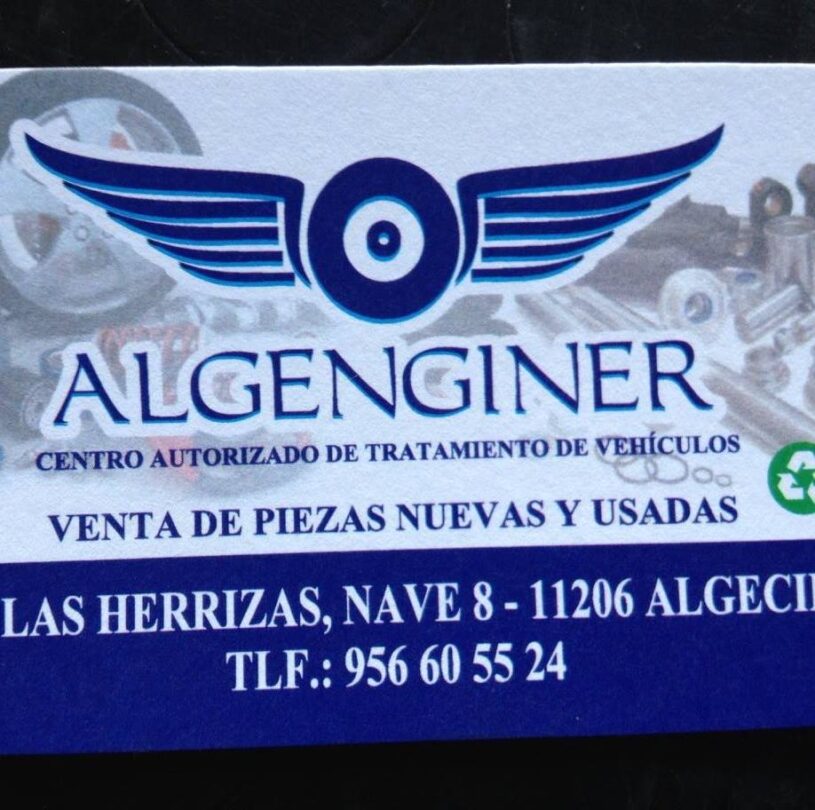 ALGENGINER
CENTRO AUTORIZADO DE TRATAMIENTO DE VEHÍCULOS
VENTA DE PIEZAS NUEVAS Y USADAS
LAS HERRIZAS, NAVE 8 - 11206
TLF.: 956 60 55 24